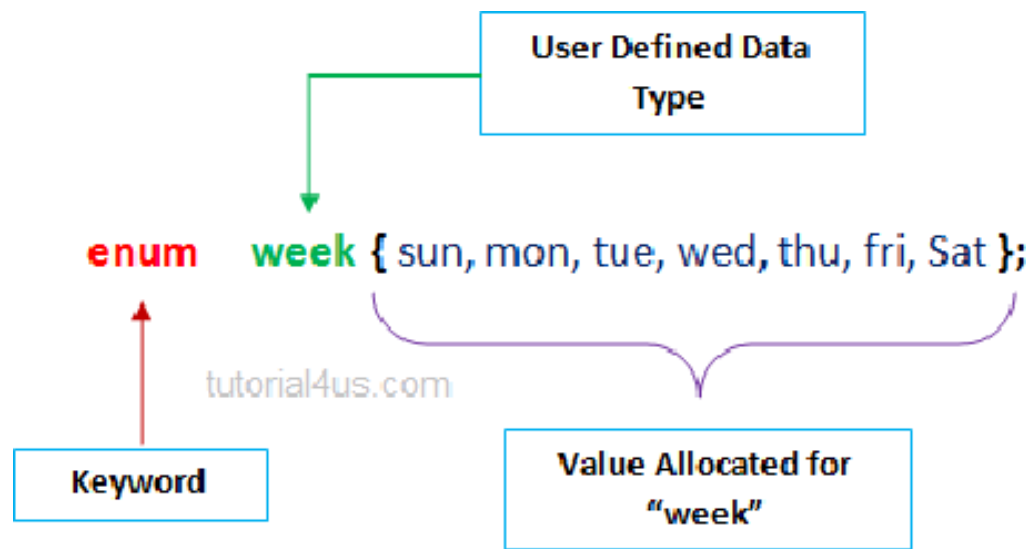 User Defined Data
Type
enum week { sun, mon, tue, wed, thu, fri, Sat };
tutorial4us.com
Keyword
Value Allocated for
“week”